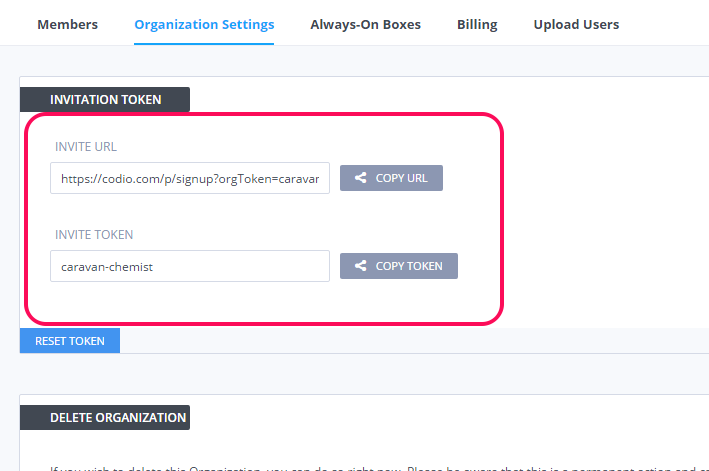 Members Organization Settings Always-On Boxes Billing Upload Users
INVITATION TOKEN
INVITE URL
https://codio.com/p/signup?orgToken=caravar
COPY URL
INVITE TOKEN
caravan-chemist
COPY TOKEN
RESET TOKEN
DELETE ORGANIZATION